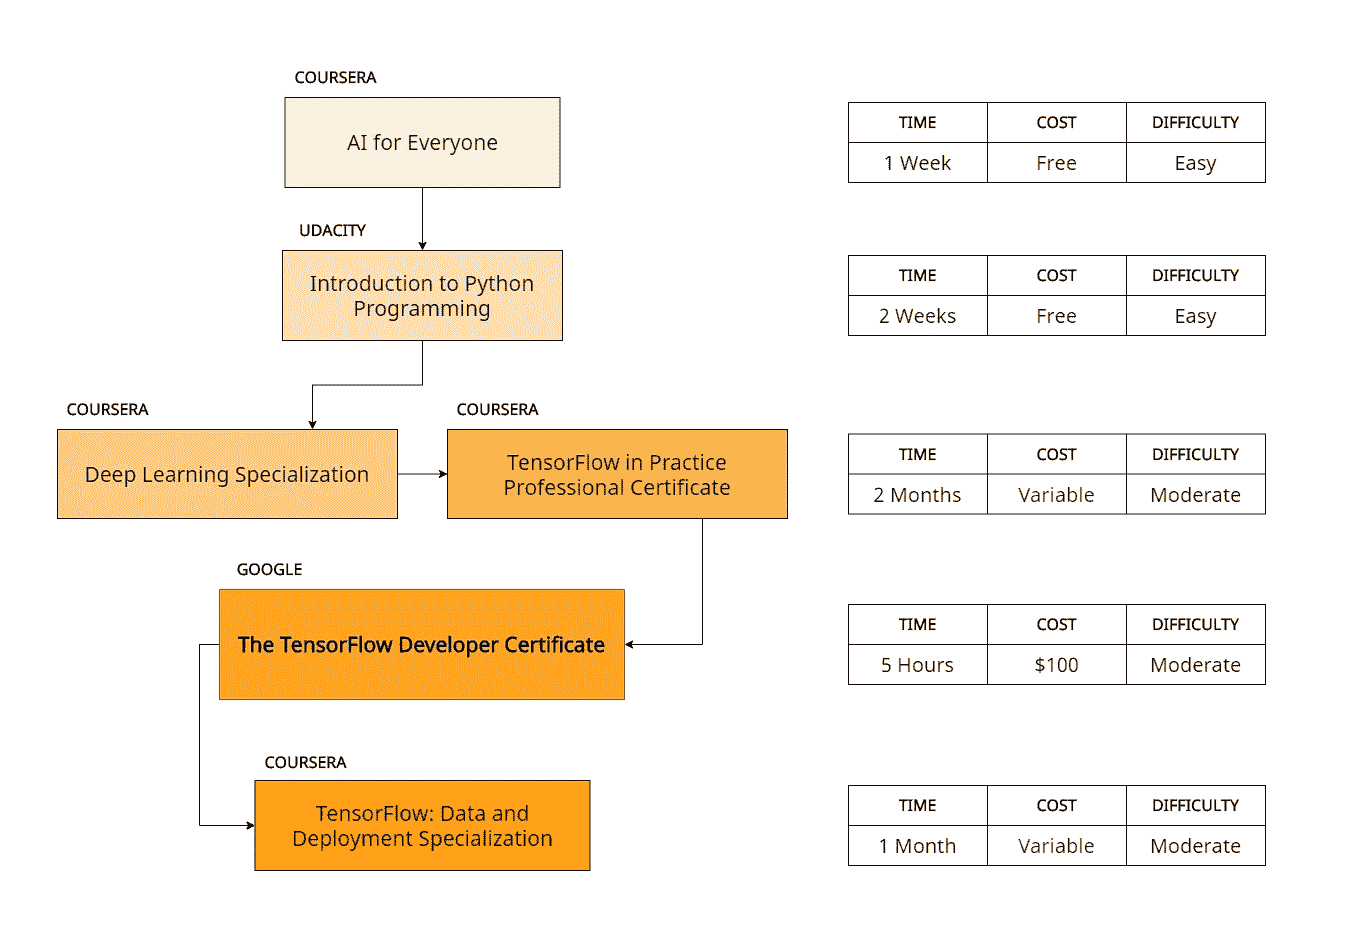 COURSERA
AI for Everyone
TIME COST DIFFICULTY
1 Week Free Easy
UDACITY
Introduction to Python
Programming
TIME COST DIFFICULTY
2 Weeks Free Easy
COURSERA
Deep Learning Specialization
COURSERA
TensorFlow in Practice
Professional Certificate
TIME COST DIFFICULTY
2 Months Variable Moderate
GOOGLE
The TensorFlow Developer Certificate
TIME COST DIFFICULTY
5 Hours $100 Moderate
COURSERA
TensorFlow: Data and
Deployment Specialization
TIME COST DIFFICULTY
1 Month Variable Moderate